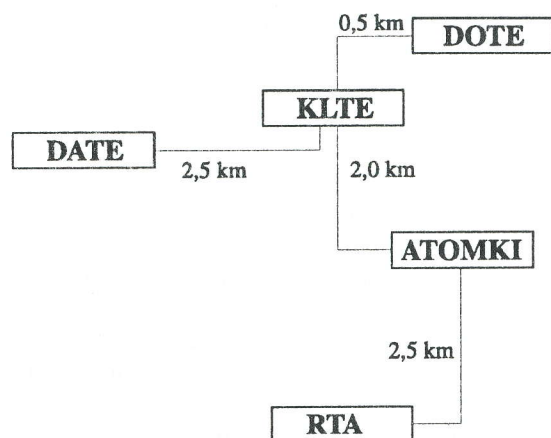 0,5 km
DOTE
KLTE
DATE
2,5 km
2,0 km
ATOMKI
2,5 km
RTA